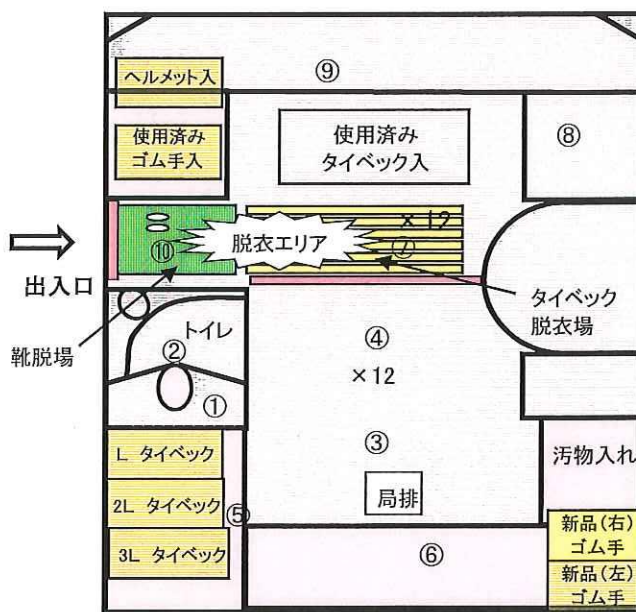 ⑨
ヘルメット入
使用済み
ゴム手入
使用済み
タイベック入
⑧
×12
脱衣エリア
⑩
⑦
出入口
タイベック
脱衣場
靴脱場
トイレ
②
①
④
×12
③
局排
L タイベック
2L タイベック
3L タイベック
⑤
⑥
汚物入れ
新品(右)
ゴム手
新品(左)
ゴム手